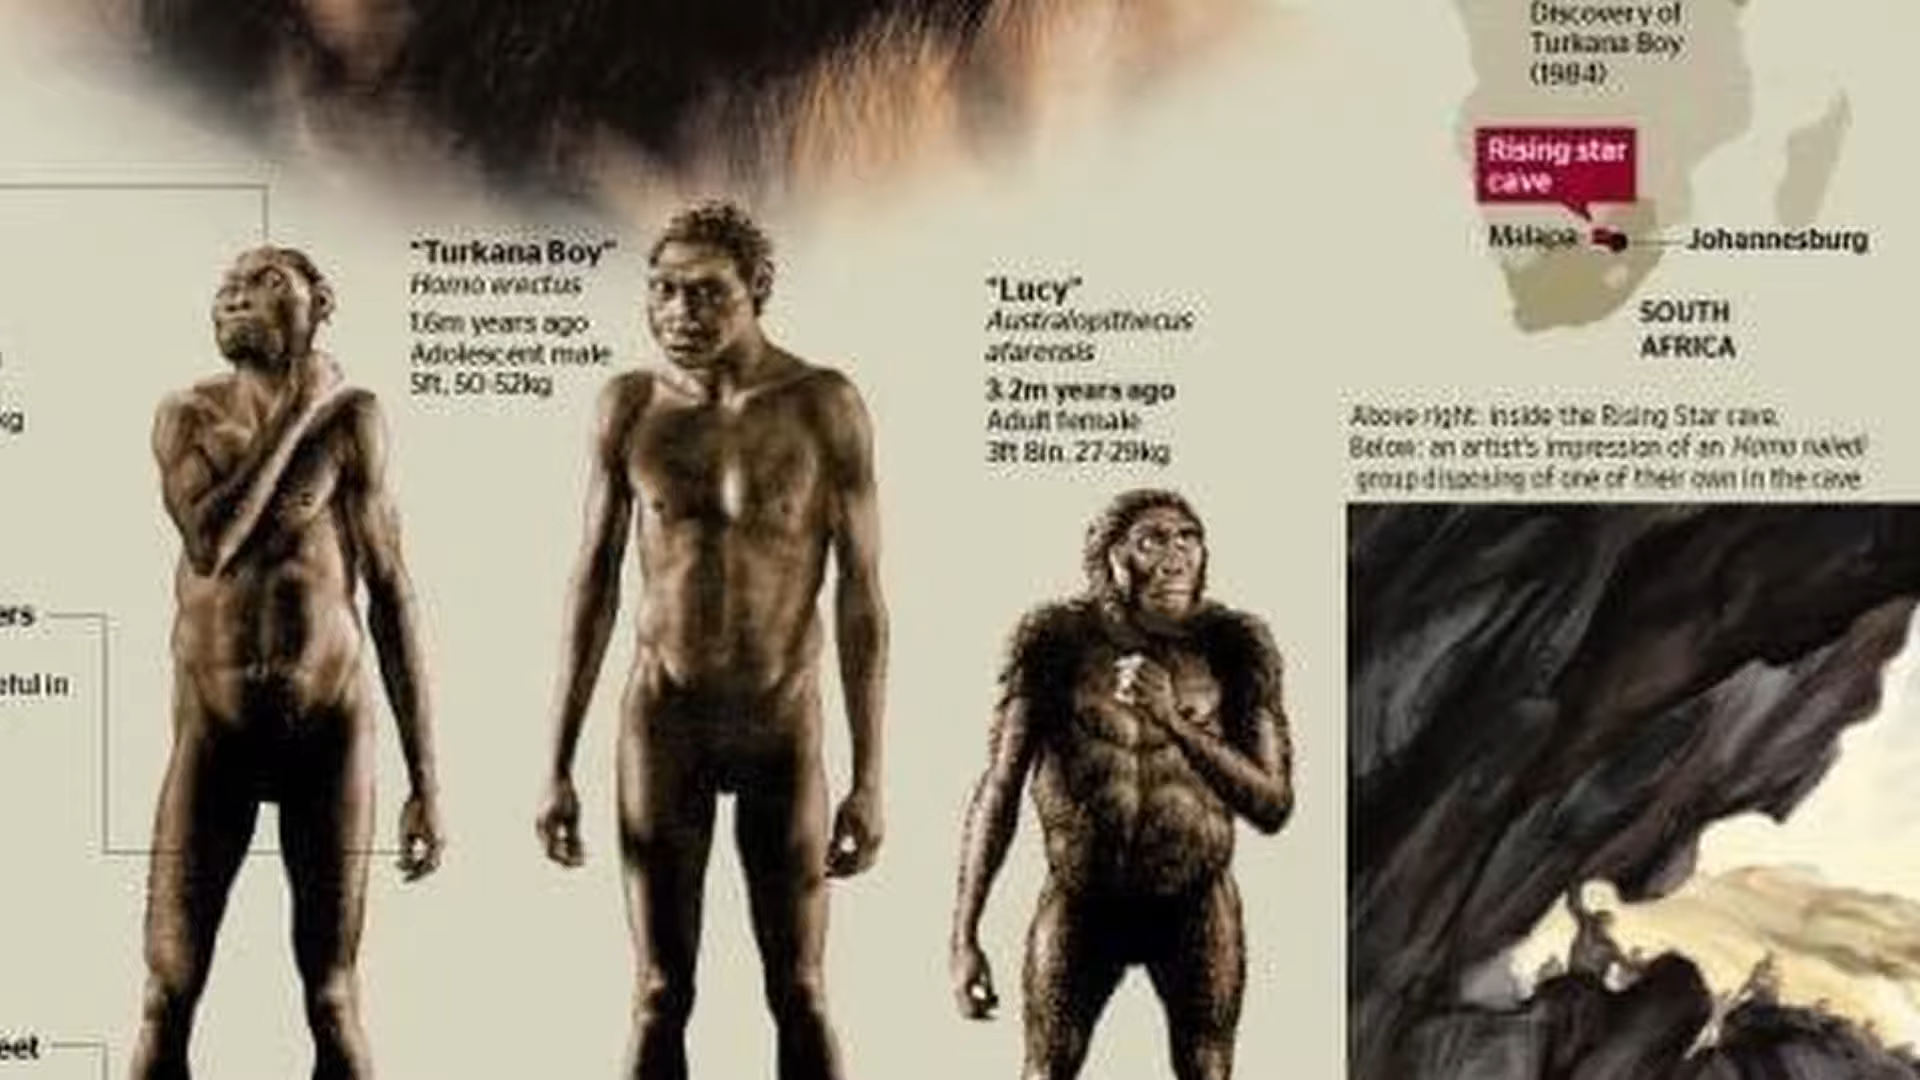 kg
ers
eful in
eet
"Turkana Boy"
Homo erectus
1.6m years ago
Adolescent male
5ft, 50-52kg
"Lucy"
Australopithecus
afarensis
3.2m years ago
Adult female
3ft 8in, 27-29kg
Discovery of
Turkana Boy
(1984)
Rising star
cave
Malapa
Johannesburg
SOUTH
AFRICA
Above right: inside the Rising Star cave.
Below: an artist's impression of an Homo naledi
group disposing of one of their own in the cave